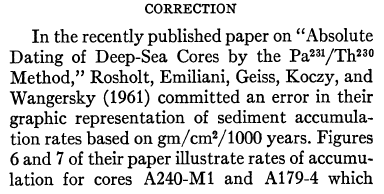 CORRECTION
In the recently published paper on “Absolute
Dating of Deep-Sea Cores by the Pa²³¹/Th²³⁰
Method,” Rosholt, Emiliani, Geiss, Koczy, and
Wangersky (1961) committed an error in their
graphic representation of sediment accumula-
tion rates based on gm/cm²/1000 years. Figures
6 and 7 of their paper illustrate rates of accumu-
lation for cores A240-M1 and A179-4 which